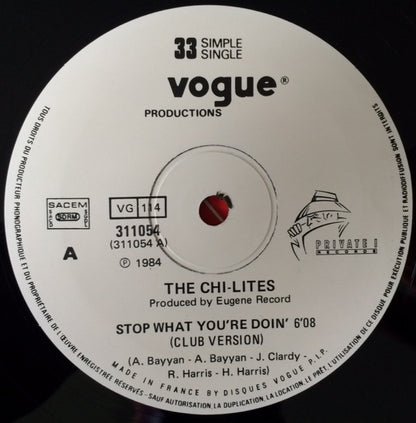 33 SIMPLE
SINGLE
vogue®
PRODUCTIONS
SACEM
SDRM
VG 114
311054
(311054 A)
A
℗ 1984
PRIVATE I
RECORDS
THE CHI-LITES
Produced by Eugene Record
STOP WHAT YOU'RE DOIN' 6'08
(CLUB VERSION)
(A. Bayyan - A. Bayyan - J. Clardy -
R. Harris - H. Harris)
MADE IN FRANCE BY DISQUES VOGUE P.I.P.
TOUS DROITS DU PRODUCTEUR PHONOGRAPHIQUE ET DU PROPRIETAIRE DE L'ŒUVRE ENREGISTRÉE RÉSERVÉS - SAUF AUTORISATION, LA DUPLICATION, LA LOCATION, LE PRÊT, L'UTILISATION DE CE DISQUE POUR EXÉCUTION PUBLIQUE ET RADIODIFFUSION SONT INTERDITS